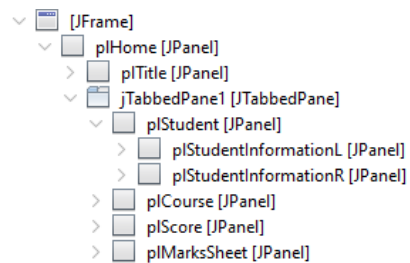 [JFrame]
plHome [JPanel]
plTitle [JPanel]
jTabbedPane1 [JTabbedPane]
plStudent [JPanel]
plStudentInformationL [JPanel]
plStudentInformationR [JPanel]
plCourse [JPanel]
plScore [JPanel]
plMarksSheet [JPanel]